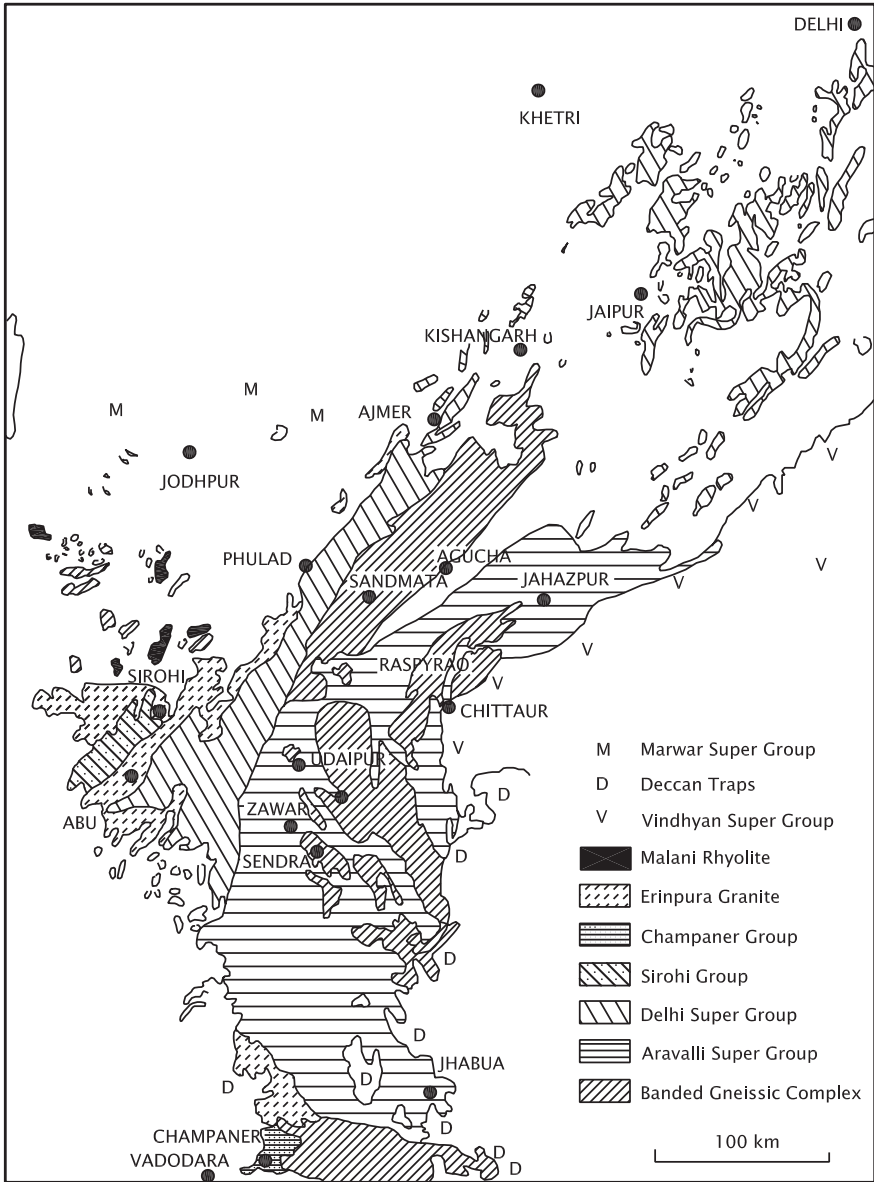 DELHI
KHETRI
JAIPUR
KISHANGARH
M
M
M
AJMER
JODHPUR
V
V
PHULAD
AGUCHA
SANDMATA
JAHAZPUR
V
V
V
RASPYRAO
SIROHI
V
CHITTAUR
V
UDAIPUR
D
ZAWAR
ABU
SENDRA
D
D
D
JHABUA
D
D
D
CHAMPANER
VADODARA
D
D
M Marwar Super Group
D Deccan Traps
V Vindhyan Super Group
Malani Rhyolite
Erinpura Granite
Champaner Group
Sirohi Group
Delhi Super Group
Aravalli Super Group
Banded Gneissic Complex
100 km